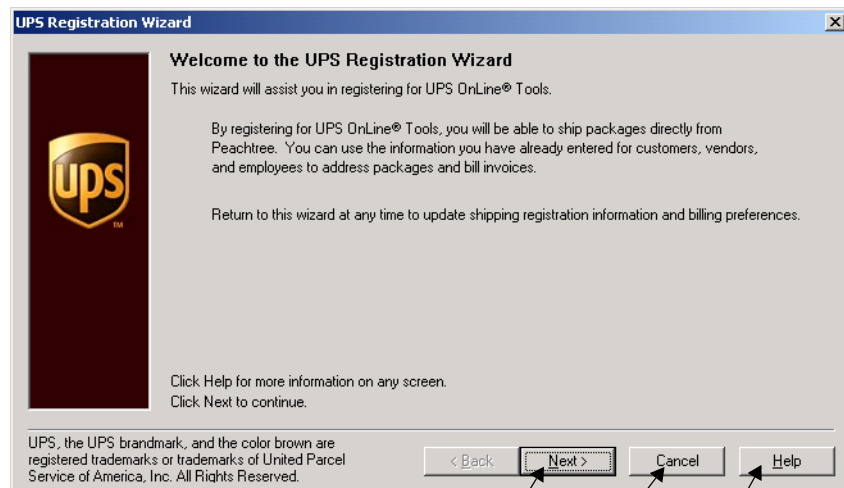 UPS Registration Wizard
Welcome to the UPS Registration Wizard
This wizard will assist you in registering for UPS OnLine® Tools.
By registering for UPS OnLine® Tools, you will be able to ship packages directly from
Peachtree. You can use the information you have already entered for customers, vendors,
and employees to address packages and bill invoices.
ups
TM
Return to this wizard at any time to update shipping registration information and billing preferences.
Click Help for more information on any screen.
Click Next to continue.
UPS, the UPS brandmark, and the color brown are
registered trademarks or trademarks of United Parcel
Service of America, Inc. All Rights Reserved.
< Back
Next >
Cancel
Help